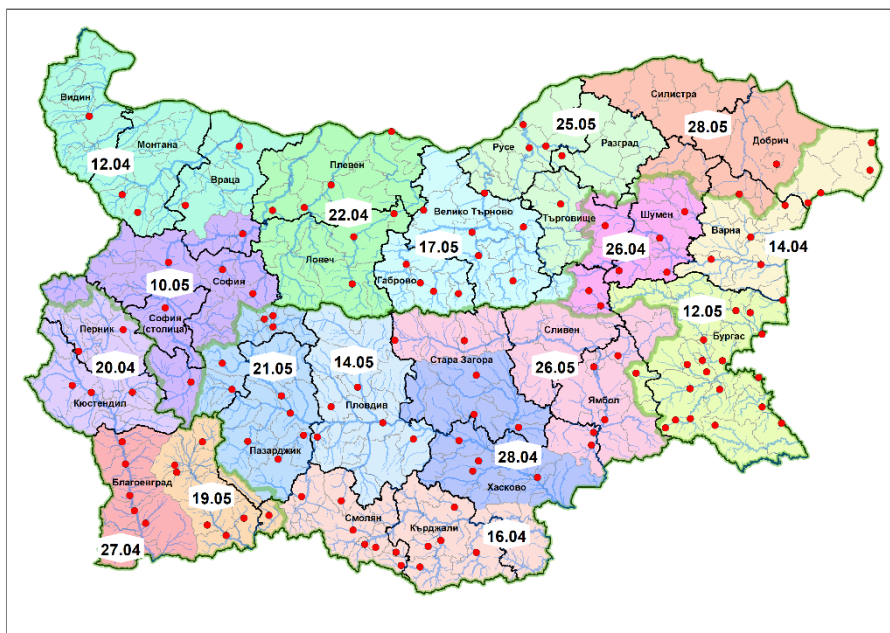 Видин
Силистра
25.05
28.05
Русе
Разград
Добрич
Монтана
12.04
Плевен
Враца
22.04
Велико Търново
Търговище
Шумен
Варна
26.04
14.04
17.05
Ловеч
Габрово
10.05
София
12.05
Бургас
Перник
София
(столица)
Сливен
20.04
21.05
14.05
Стара Загора
26.05
Кюстендил
Пловдив
Ямбол
Пазарджик
28.04
Благоевград
Хасково
19.05
Смолян
Кърджали
16.04
27.04